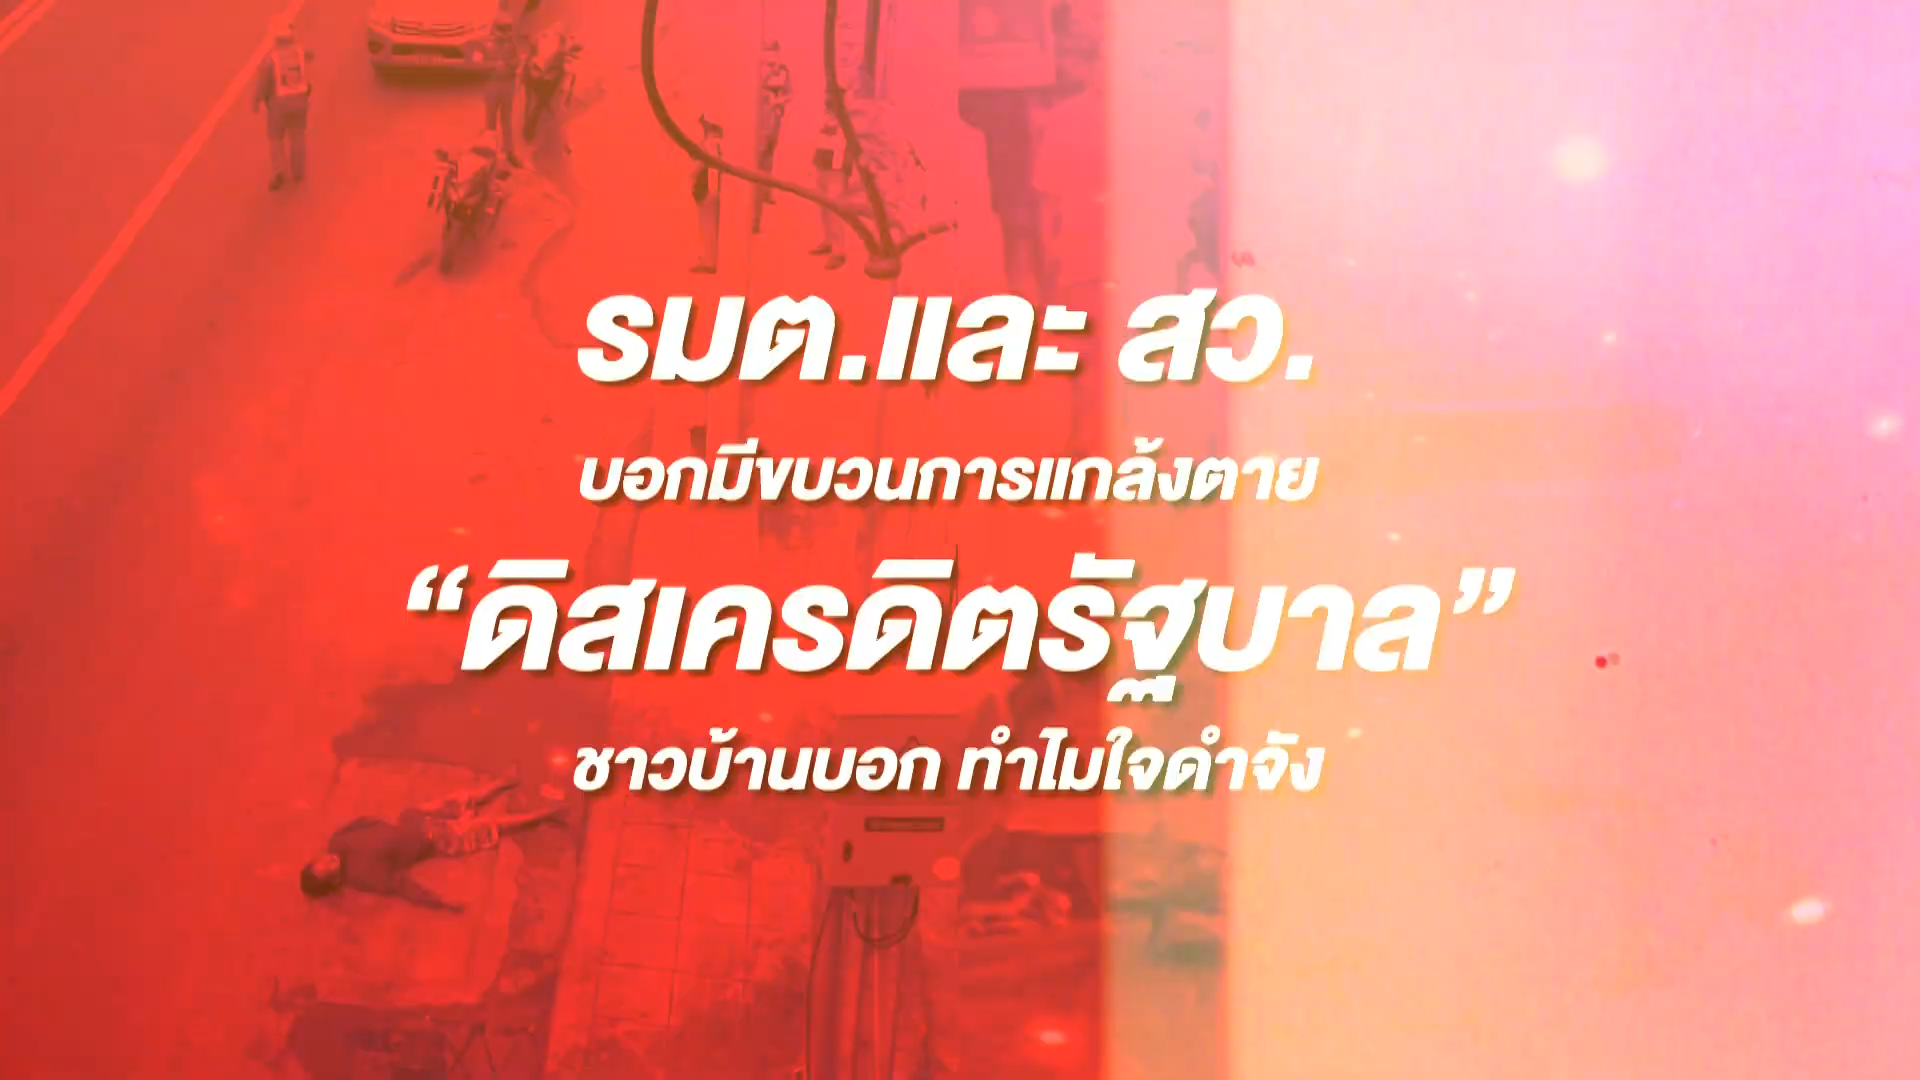 รมต.และ สว.
บอกมีขบวนการแกล้งตาย
“ดิสเครดิตรัฐบาล”
ชาวบ้านบอก ทำไมใจดำจัง